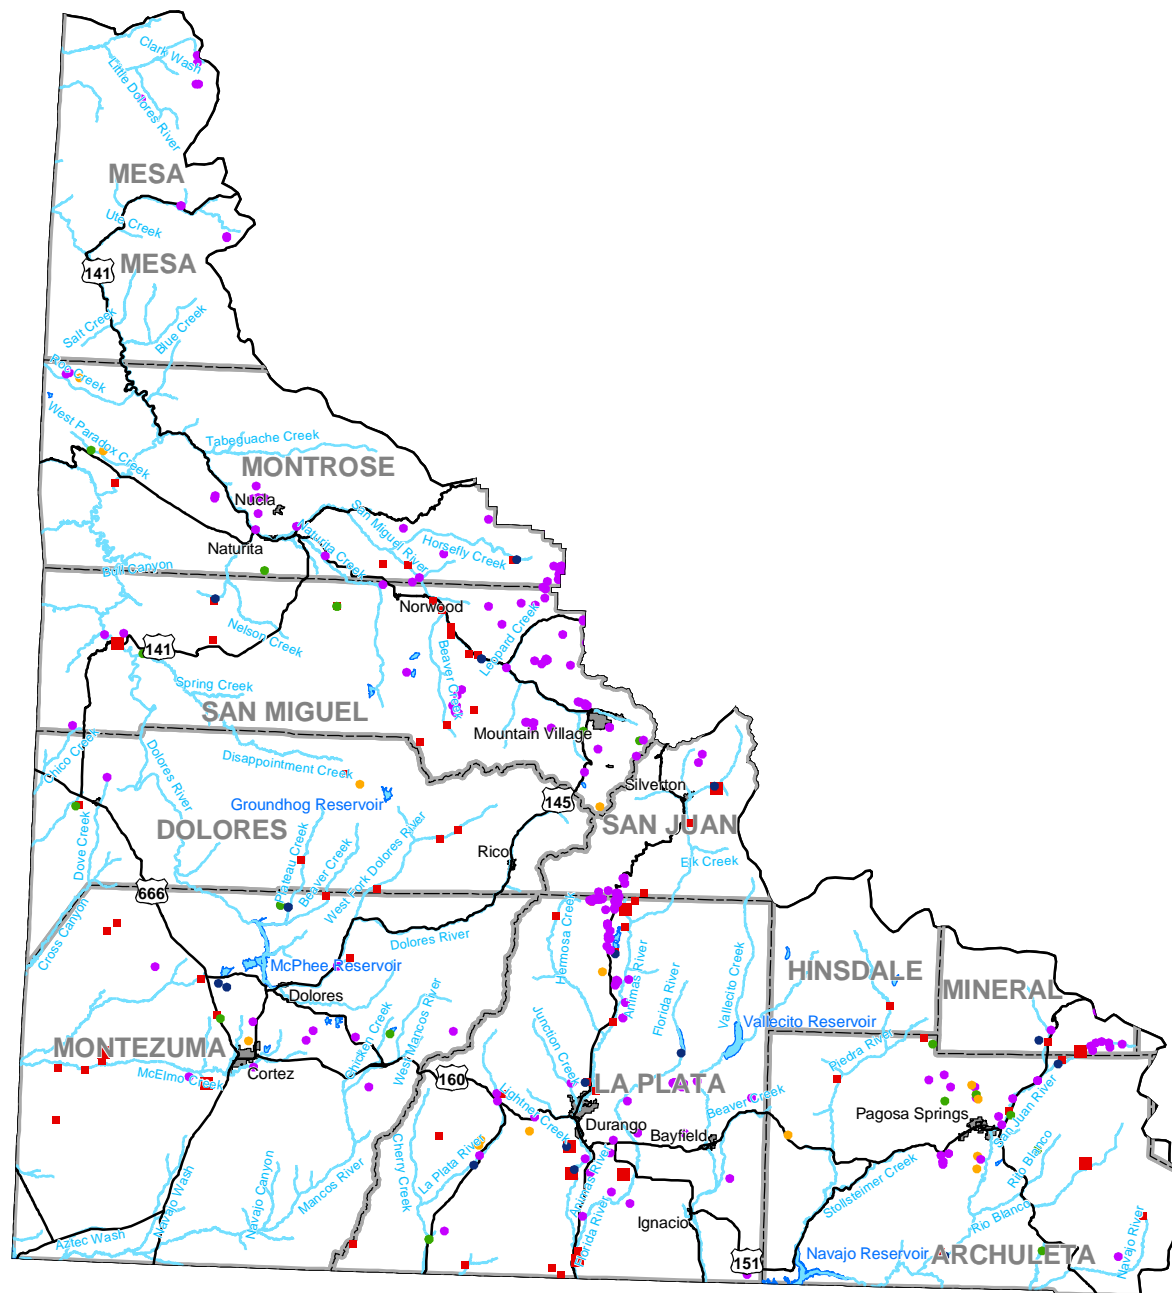 Clark Wash
Little Dolores River
MESA
Ute Creek
MESA
141
Salt Creek
Blue Creek
Roc Creek
West Paradox Creek
Tabeguache Creek
MONTROSE
Nucla
San Miguel River
Naturita Creek
Horsefly Creek
Naturita
Bull Canyon
Norwood
Nelson Creek
Leopard Creek
Beaver Creek
141
Spring Creek
SAN MIGUEL
Mountain Village
Chico Creek
Dolores River
Disappointment Creek
Silverton
Groundhog Reservoir
145
DOLORES
SAN JUAN
Dove Creek
Plateau Creek
Beaver Creek
West Fork Dolores River
Rico
Elk Creek
666
Cross Canyon
Dolores River
Hermosa Creek
Animas River
Florida River
Vallecito Creek
McPhee Reservoir
HINSDALE
MINERAL
Dolores
Vallecito Reservoir
Chicken Creek
West Mancos River
Junction Creek
Piedra River
MONTEZUMA
McElmo Creek
Cortez
160
Lightner Creek
LA PLATA
Beaver Creek
Pagosa Springs
San Juan River
Durango
Bayfield
Cherry Creek
La Plata River
Rito Blanco
Navajo Wash
Navajo Canyon
Mancos River
Animas River
Florida River
Stollsteimer Creek
Rio Blanco
Ignacio
Aztec Wash
151
Navajo Reservoir
ARCHULETA
Navajo River